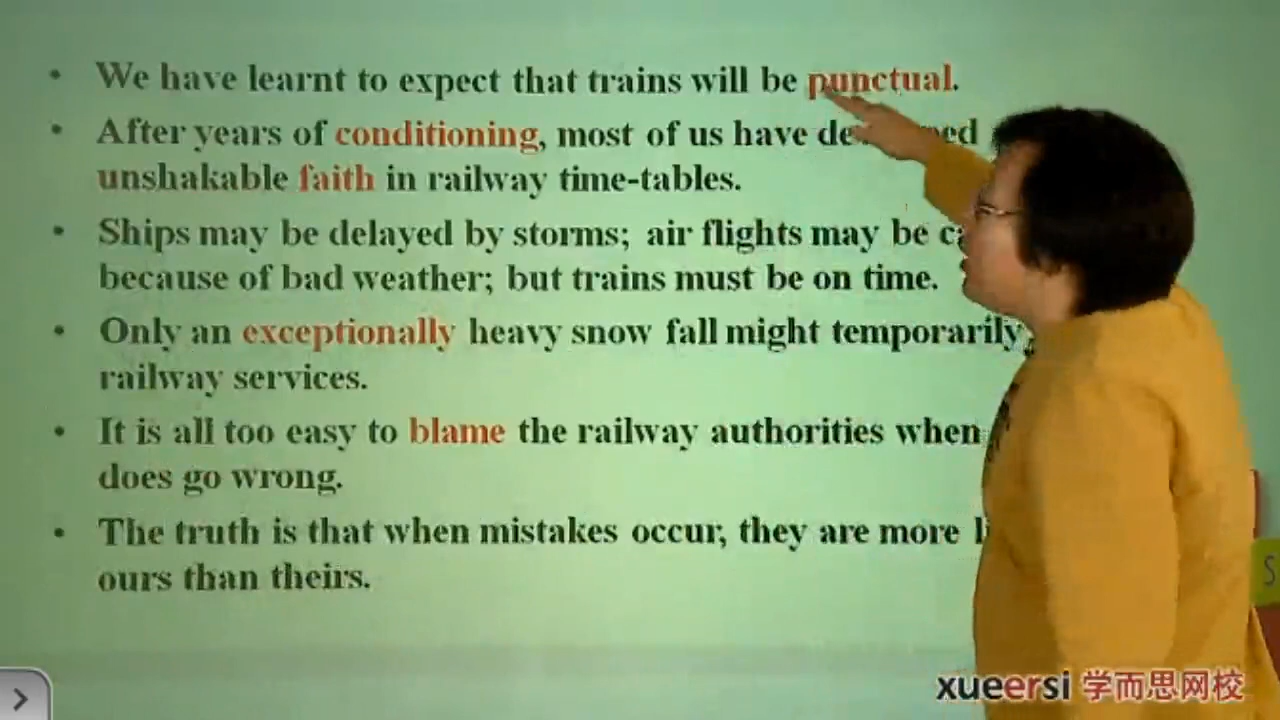 • We have learnt to expect that trains will be punctual.
• After years of conditioning, most of us have
unshakable faith in railway time-tables.
• Ships may be delayed by storms; air flights may be
because of bad weather; but trains must be on time.
• Only an exceptionally heavy snow fall might temporarily
railway services.
• It is all too easy to blame the railway authorities when
does go wrong.
• The truth is that when mistakes occur, they are more
ours than theirs.
S
xueersi 学而思网校